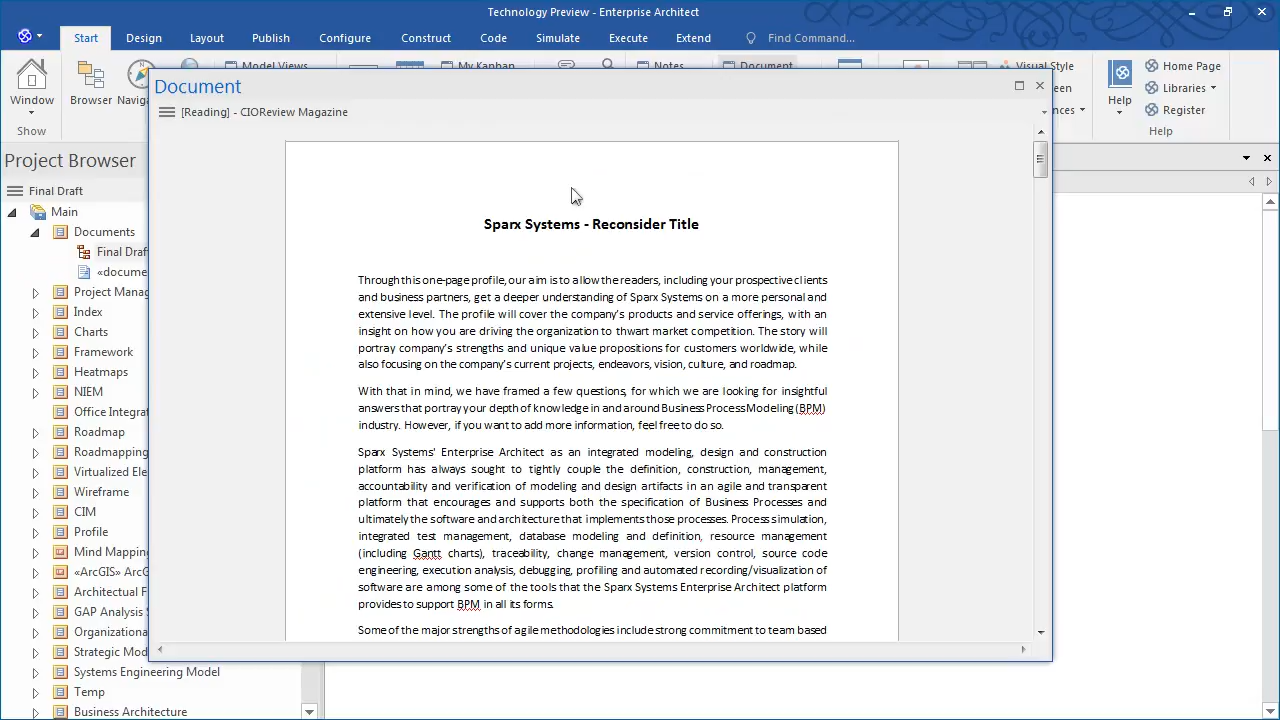 Technology Preview - Enterprise Architect
Start Design Layout Publish Configure Construct Code Simulate Execute Extend Find Command...
Model Views My Kanban Notes Document Visual Style Home Page
Window Browser Help Libraries
Register
Show Help
Document
[Reading] - CIOReview Magazine
Project Browser
Final Draft
Main
Documents
Final Draf
«docume
Project Manag
Index
Charts
Framework
Heatmaps
NIEM
Office Integrat
Roadmap
Roadmapping
Virtualized Ele
Wireframe
CIM
Profile
Mind Mapping
«ArcGIS» ArcG
Architectural F
GAP Analysis
Organizationa
Strategic Mod
Systems Engineering Model
Temp
Business Architecture
Sparx Systems - Reconsider Title
Through this one-page profile, our aim is to allow the readers, including your prospective clients
and business partners, get a deeper understanding of Sparx Systems on a more personal and
extensive level. The profile will cover the company's products and service offerings, with an
insight on how you are driving the organization to thwart market competition. The story will
portray company's strengths and unique value propositions for customers worldwide, while
also focusing on the company's current projects, endeavors, vision, culture, and roadmap.
With that in mind, we have framed a few questions, for which we are looking for insightful
answers that portray your depth of knowledge in and around Business Process Modeling (BPM)
industry. However, if you want to add more information, feel free to do so.
Sparx Systems' Enterprise Architect as an integrated modeling, design and construction
platform has always sought to tightly couple the definition, construction, management,
accountability and verification of modeling and design artifacts in an agile and transparent
platform that encourages and supports both the specification of Business Processes and
ultimately the software and architecture that implements those processes. Process simulation,
integrated test management, database modeling and definition, resource management
(including Gantt charts), traceability, change management, version control, source code
engineering, execution analysis, debugging, profiling and automated recording/visualization of
software are among some of the tools that the Sparx Systems Enterprise Architect platform
provides to support BPM in all its forms.
Some of the major strengths of agile methodologies include strong commitment to team based